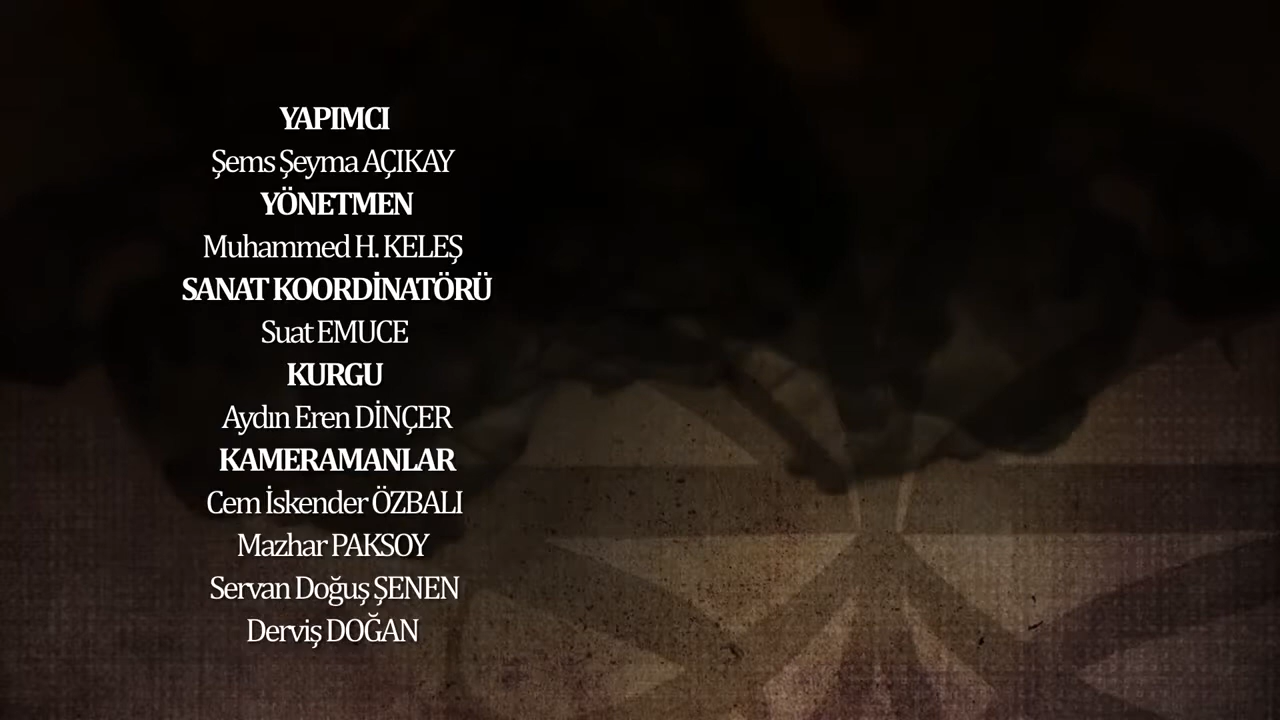 YAPIMCI
Şems Şeyma AÇIKAY
YÖNETMEN
Muhammed H. KELEŞ
SANAT KOORDİNATÖRÜ
Suat EMUCE
KURGU
Aydın Eren DİNÇER
KAMERAMANLAR
Cem İskender ÖZBALI
Mazhar PAKSOY
Servan Doğuş ŞENEN
Derviş DOĞAN